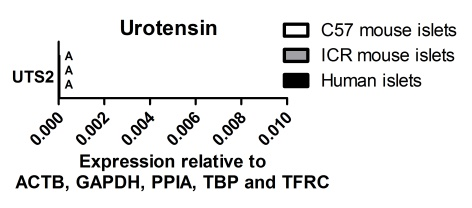 Urotensin
C57 mouse islets
ICR mouse islets
Human islets
UTS2
A
A
A
0.000 0.002 0.004 0.006 0.008 0.010
Expression relative to
ACTB, GAPDH, PPIA, TBP and TFRC